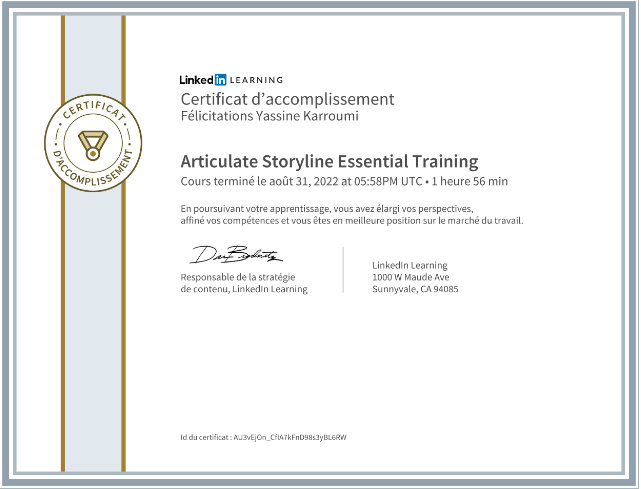 CERTIFICAT
D'ACCOMPLISSEMENT
Linked in LEARNING
Certificat d'accomplissement
Félicitations Yassine Karroumi
Articulate Storyline Essential Training
Cours terminé le août 31, 2022 at 05:58PM UTC • 1 heure 56 min
En poursuivant votre apprentissage, vous avez élargi vos perspectives,
affiné vos compétences et vous êtes en meilleure position sur le marché du travail.
Responsable de la stratégie
de contenu, LinkedIn Learning
LinkedIn Learning
1000 W Maude Ave
Sunnyvale, CA 94085
Id du certificat : AU3vEjOn_CflA7kFnD98s3yBL6RW